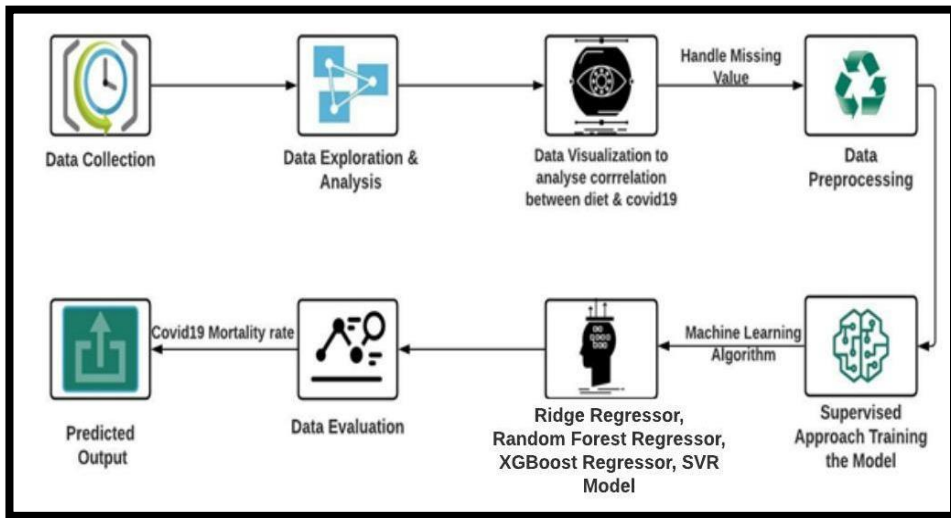 Data Collection
Data Exploration &
Analysis
Data Visualization to
analyse corrrelation
between diet & covid19
Handle Missing
Value
Data
Preprocessing
Supervised
Approach Training
the Model
Machine Learning
Algorithm
Ridge Regressor,
Random Forest Regressor,
XGBoost Regressor, SVR
Model
Data Evaluation
Covid19 Mortality rate
Predicted
Output